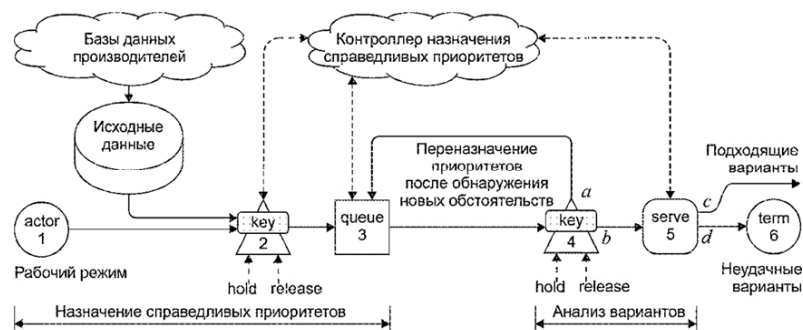 Базы данных
производителей
Контроллер назначения
справедливых приоритетов
Исходные
данные
Переназначение
приоритетов
после обнаружения
новых обстоятельств
a
Подходящие
варианты
actor
1
key
2
queue
3
key
4
b
serve
5
c
d
term
6
Рабочий режим
hold release
hold release
Неудачные
варианты
Назначение справедливых приоритетов
Анализ вариантов